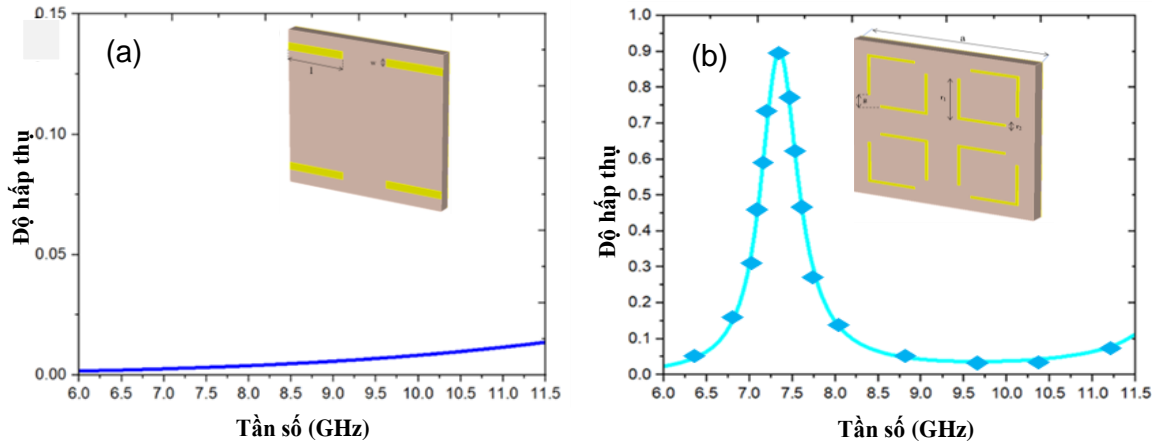 (a)
Độ hấp thụ
0.15
0.10
0.05
0.00
l
w
6.0 6.5 7.0 7.5 8.0 8.5 9.0 9.5 10.0 10.5 11.0 11.5
Tần số (GHz)
(b)
Độ hấp thụ
1.0
0.9
0.8
0.7
0.6
0.5
0.4
0.3
0.2
0.1
0.0
a
g
6.0 6.5 7.0 7.5 8.0 8.5 9.0 9.5 10.0 10.5 11.0 11.5
Tần số (GHz)